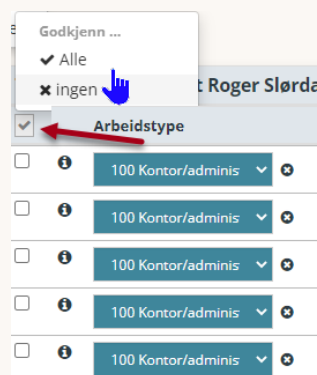 Godkjenn ...
Alle
ingen
t Roger Slørda
Arbeidstype
100 Kontor/adminis
100 Kontor/adminis
100 Kontor/adminis
100 Kontor/adminis
100 Kontor/adminis